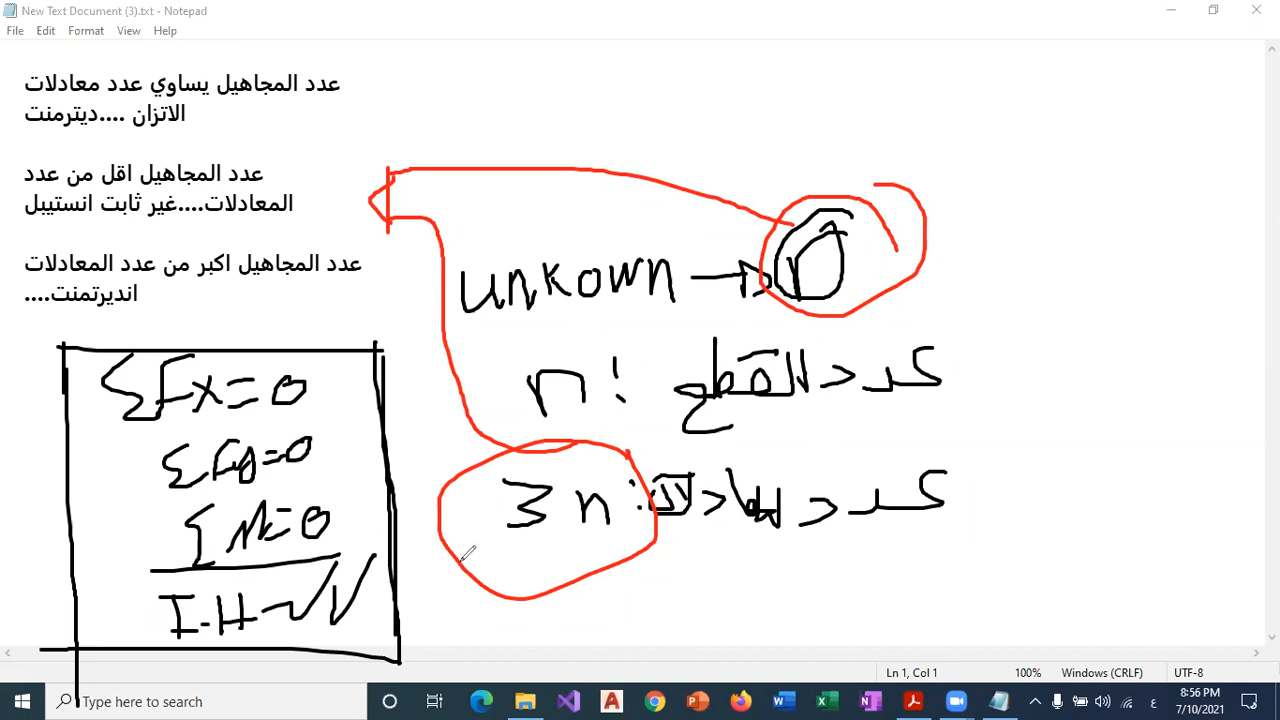 New Text Document (3).txt - Notepad
File Edit Format View Help
عدد المجاهيل يساوي عدد معادلات
الاتزان ....ديترمنت
عدد المجاهيل اقل من عدد
المعادلات....غير ثابت انستيبل
عدد المجاهيل اكبر من عدد المعادلات
انديرتمنت....
unkown → r
عدد القطع : n
عدد المعادلات : 3n
ΣFx=0
ΣFy=0
ΣM=0
I.H
Ln 1, Col 1 100% Windows (CRLF) UTF-8
Type here to search
ع
8:56 PM
7/10/2021